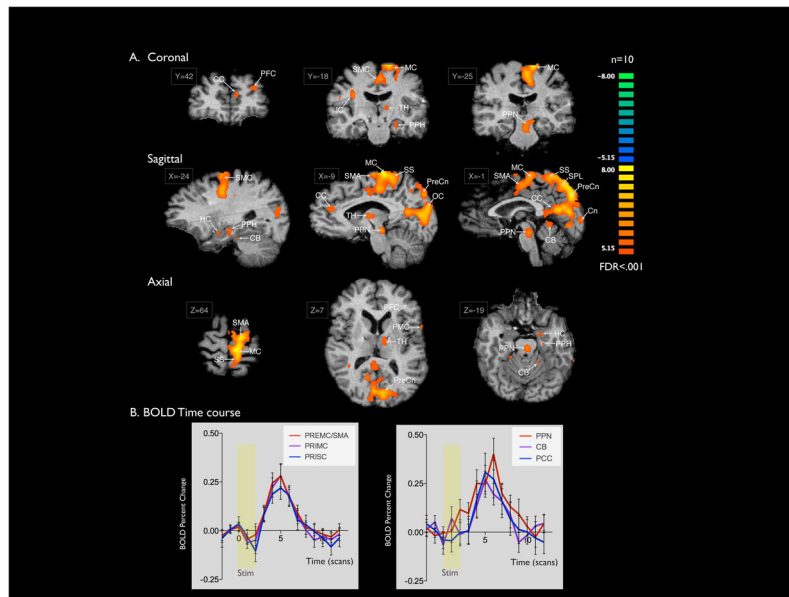 A. Coronal
n=10
Y=42
CC
PFC
Y=-18
SMC
MC
IC
TH
PPH
Y=-25
MC
PPN
-8.00
-5.15
8.00
5.15
FDR<.001
Sagittal
X=-24
SMC
HC
PPH
CB
X=-9
MC
SMA
SS
PreCn
CC
OC
TH
PPN
X=-1
MC
SMA
SS
SPL
PreCn
CC
Cn
PPN
CB
Axial
Z=64
SMA
MC
SS
Z=7
PFC
PMC
TH
PreCn
Z=-19
HC
PPH
PPN
CB
B. BOLD Time course
BOLD Percent Change
0.50
0.25
0.00
-0.25
0
5
PREMC/SMA
PRIMC
PRISC
Time (scans)
Stim
BOLD Percent Change
0.50
0.25
0.00
-0.25
0
5
10
PPN
CB
PCC
Time (scans)
Stim